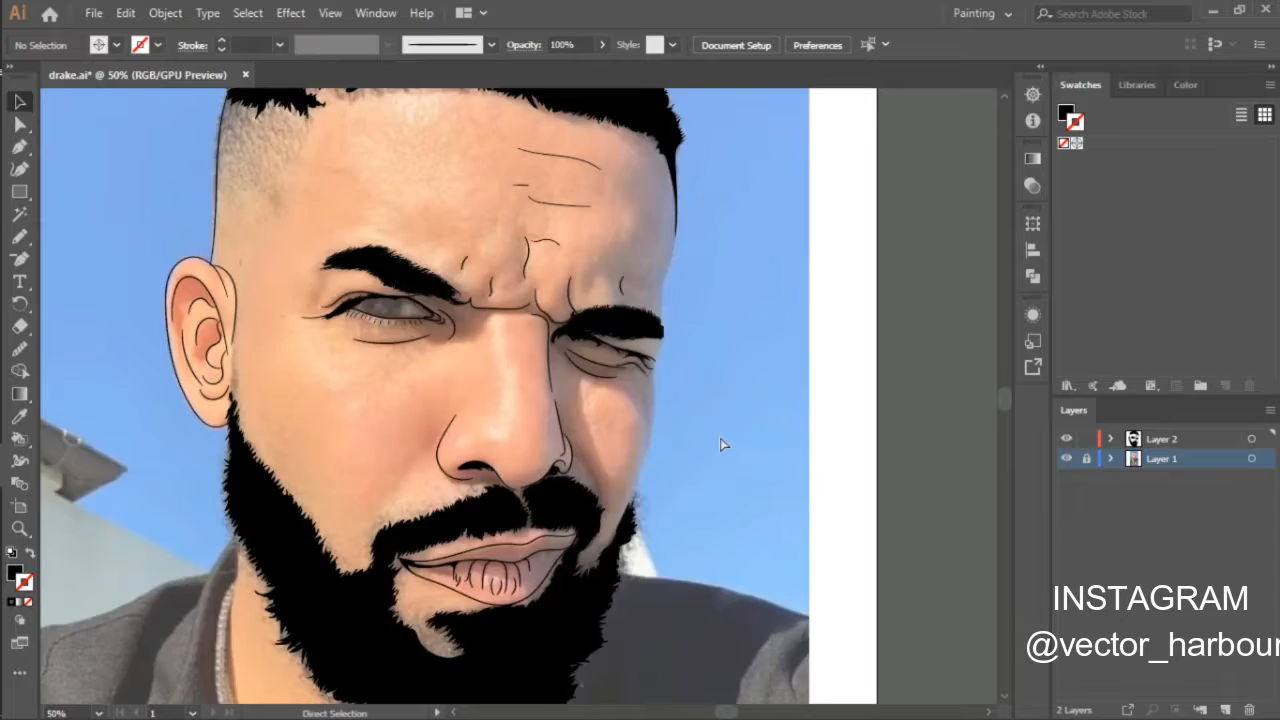 Ai File Edit Object Type Select Effect View Window Help Painting Search Adobe Stock
No Selection Stroke: Opacity: 100% Style: Document Setup Preferences
drake.ai* @ 50% (RGB/GPU Preview) ×
Swatches Libraries Color
Layers
Layer 2
Layer 1
INSTAGRAM
@vector_harbour
50% 1 Direct Selection 2 Layers